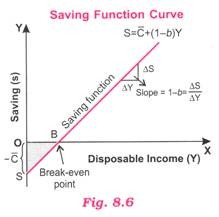 Saving Function Curve
Y
S=C̄+(1–b)Y
Saving (s)
Saving function
ΔS
ΔY
Slope = 1–b= ΔS/ΔY
B
O
X
–C̄
Disposable Income (Y)
S
Break-even
point
Fig. 8.6